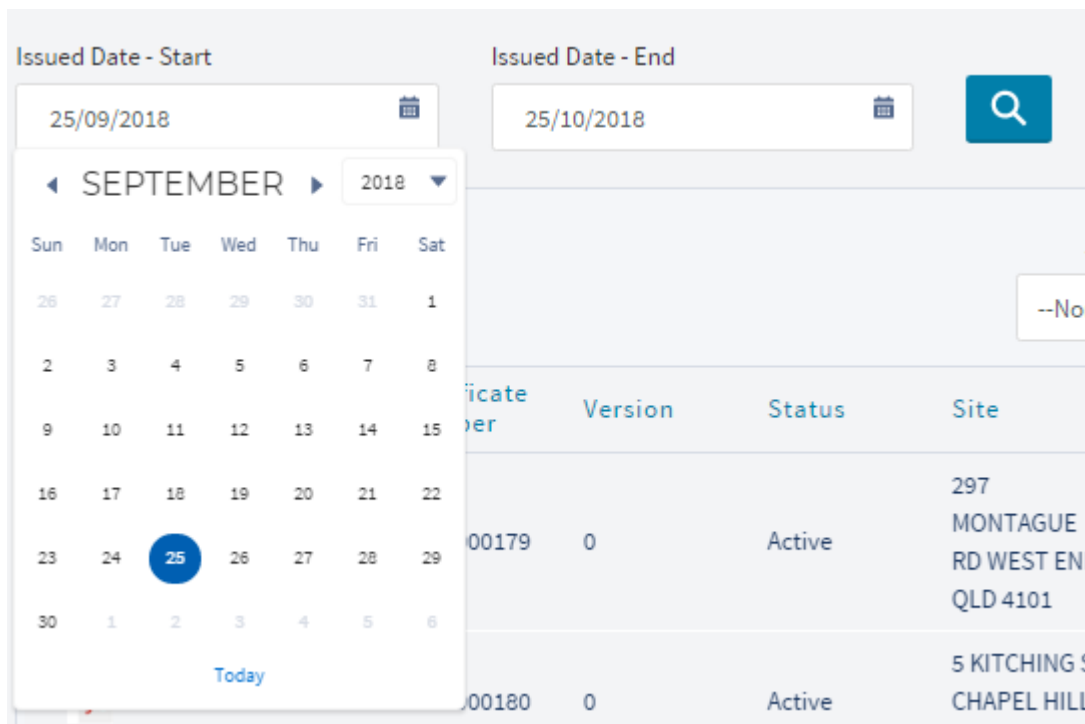 Issued Date - Start
Issued Date - End
25/09/2018
25/10/2018
SEPTEMBER
2018
Sun Mon Tue Wed Thu Fri Sat
26 27 28 29 30 31 1
2 3 4 5 6 7 8
9 10 11 12 13 14 15
16 17 18 19 20 21 22
23 24 25 26 27 28 29
30 1 2 3 4 5 6
Today
--No
Version
Status
Site
00179
0
Active
297
MONTAGUE
RD WEST EN
QLD 4101
00180
0
Active
5 KITCHING
CHAPEL HILL